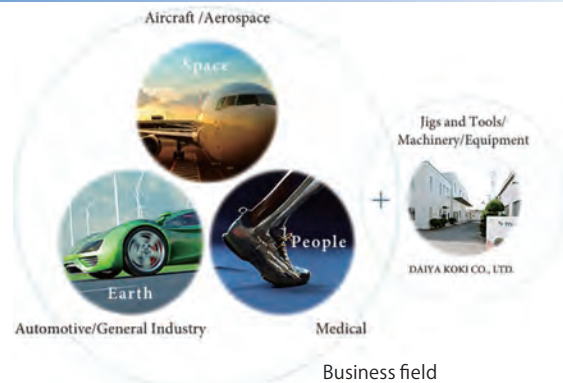 Aircraft /Aerospace
Space
Jigs and Tools/
Machinery/Equipment
People
Earth
DAIYA KOKI CO., LTD.
Automotive/General Industry
Medical
Business field